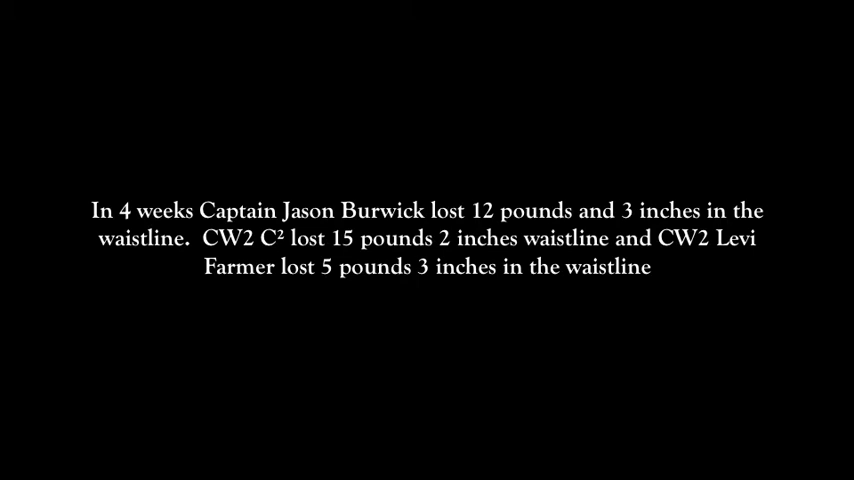 In 4 weeks Captain Jason Burwick lost 12 pounds and 3 inches in the
waistline.  CW2 C² lost 15 pounds 2 inches waistline and CW2 Levi
Farmer lost 5 pounds 3 inches in the waistline